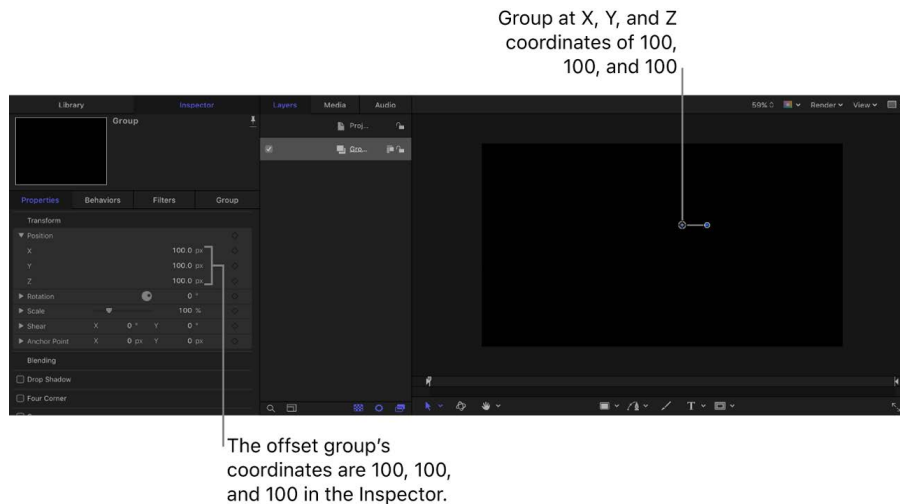 Group at X, Y, and Z
coordinates of 100,
100, and 100
Library Inspector Layers Media Audio 59% Render View
Group
Proj...
Gro...
Properties Behaviors Filters Group
Transform
Position
X 100.0 px
Y 100.0 px
Z 100.0 px
Rotation 0 °
Scale 100 %
Shear X 0 ° Y 0 °
Anchor Point X 0 px Y 0 px
Blending
Drop Shadow
Four Corner
T
The offset group's
coordinates are 100, 100,
and 100 in the Inspector.